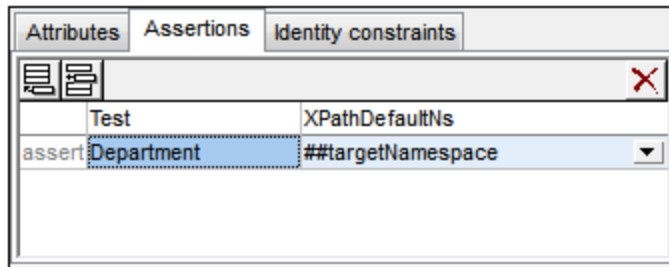 Attributes Assertions Identity constraints
Test XPathDefaultNs
assert Department ##targetNamespace